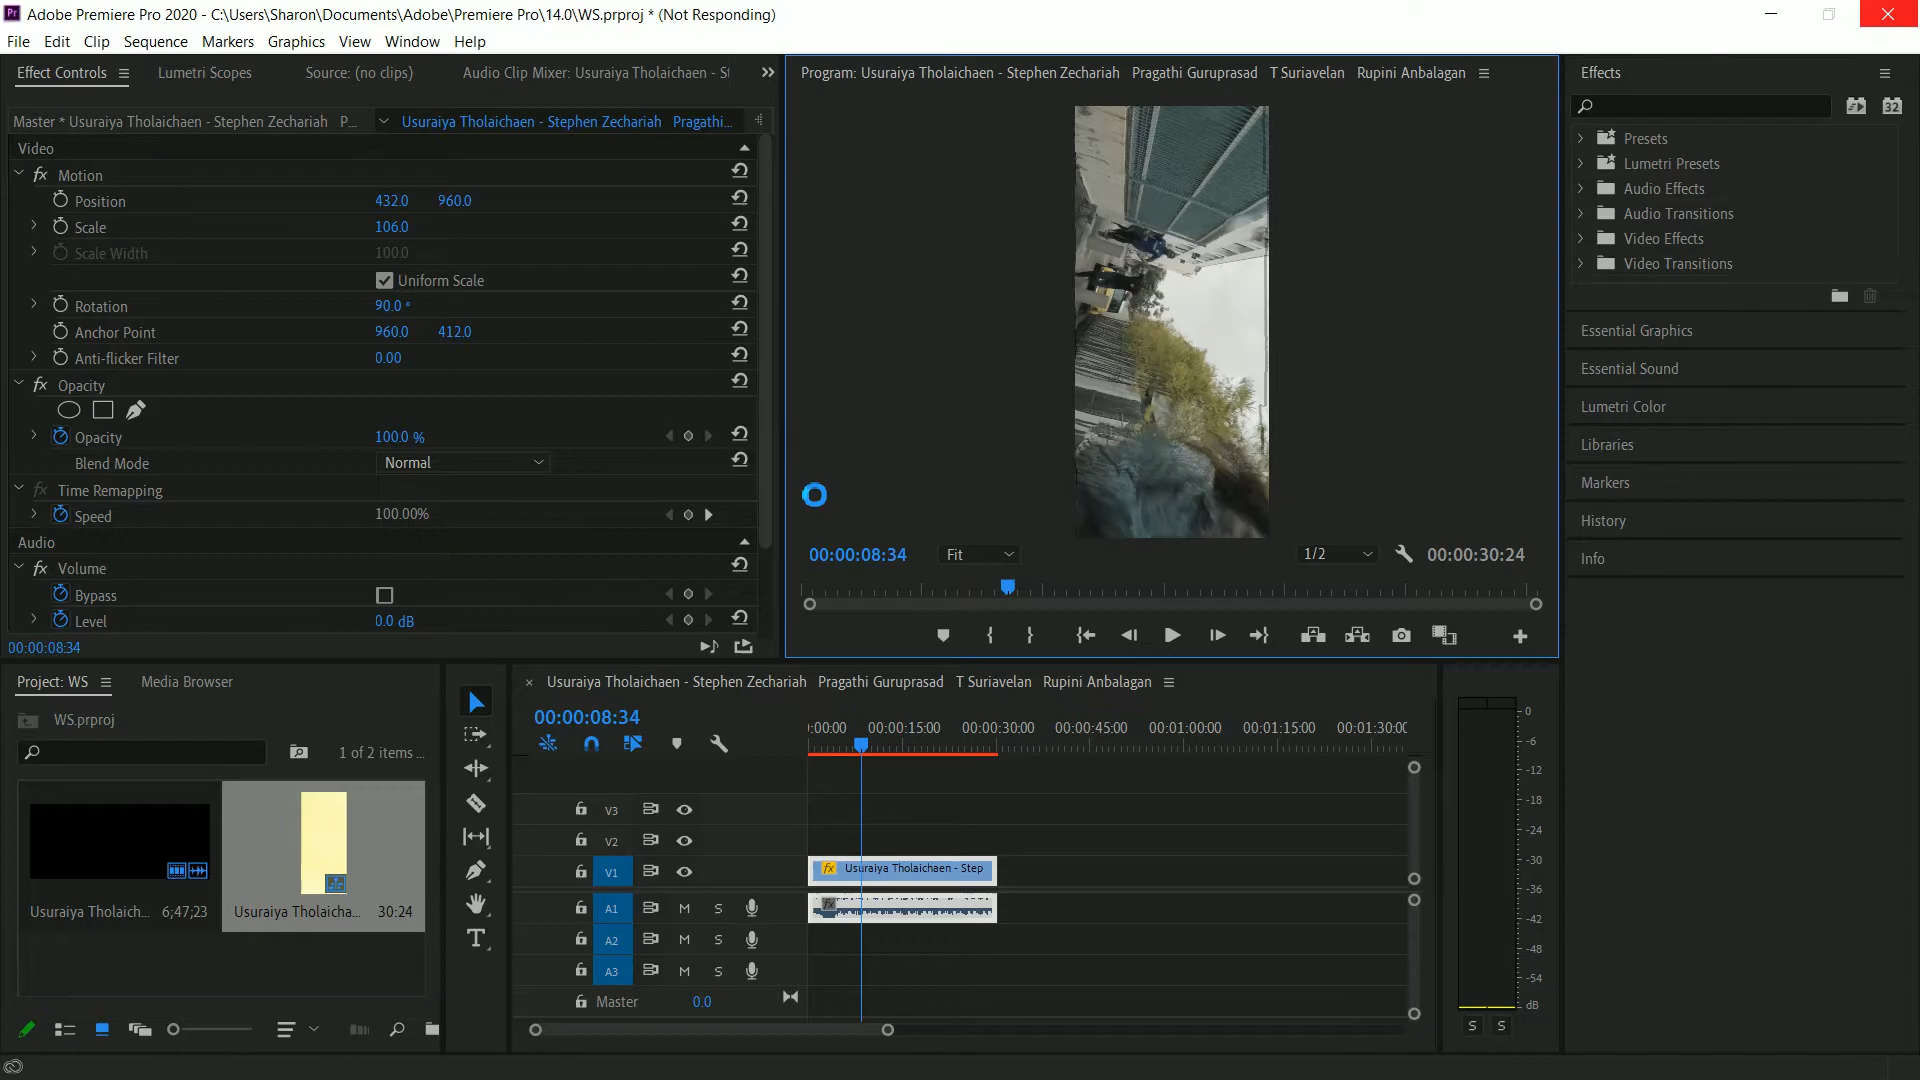 Adobe Premiere Pro 2020 - C:\Users\Sharon\Documents\Adobe\Premiere Pro\14.0\WS.prproj * (Not Responding)
File Edit Clip Sequence Markers Graphics View Window Help
Effect Controls Lumetri Scopes Source: (no clips) Audio Clip Mixer: Usuraiya Tholaichaen - St
Master * Usuraiya Tholaichaen - Stephen Zechariah P... Usuraiya Tholaichaen - Stephen Zechariah Pragathi...
Video
fx Motion
Position 432.0 960.0
Scale 106.0
Scale Width 100.0
Uniform Scale
Rotation 90.0 °
Anchor Point 960.0 412.0
Anti-flicker Filter 0.00
fx Opacity
Opacity 100.0 %
Blend Mode Normal
fx Time Remapping
Speed 100.00%
Audio
fx Volume
Bypass
Level 0.0 dB
00:00:08:34
Program: Usuraiya Tholaichaen - Stephen Zechariah Pragathi Guruprasad T Suriavelan Rupini Anbalagan
00:00:08:34 Fit 1/2 00:00:30:24
Effects
32
Presets
Lumetri Presets
Audio Effects
Audio Transitions
Video Effects
Video Transitions
Essential Graphics
Essential Sound
Lumetri Color
Libraries
Markers
History
Info
Project: WS Media Browser
WS.prproj
1 of 2 items ...
Usuraiya Tholaich... 6;47;23
Usuraiya Tholaicha... 30:24
× Usuraiya Tholaichaen - Stephen Zechariah Pragathi Guruprasad T Suriavelan Rupini Anbalagan
00:00:08:34
:00:00 00:00:15:00 00:00:30:00 00:00:45:00 00:01:00:00 00:01:15:00 00:01:30:00
V3
V2
V1 fx Usuraiya Tholaichaen - Step
A1 M S fx
A2 M S
A3 M S
Master 0.0
0
-6
-12
-18
-24
-30
-36
-42
-48
-54
dB
S S